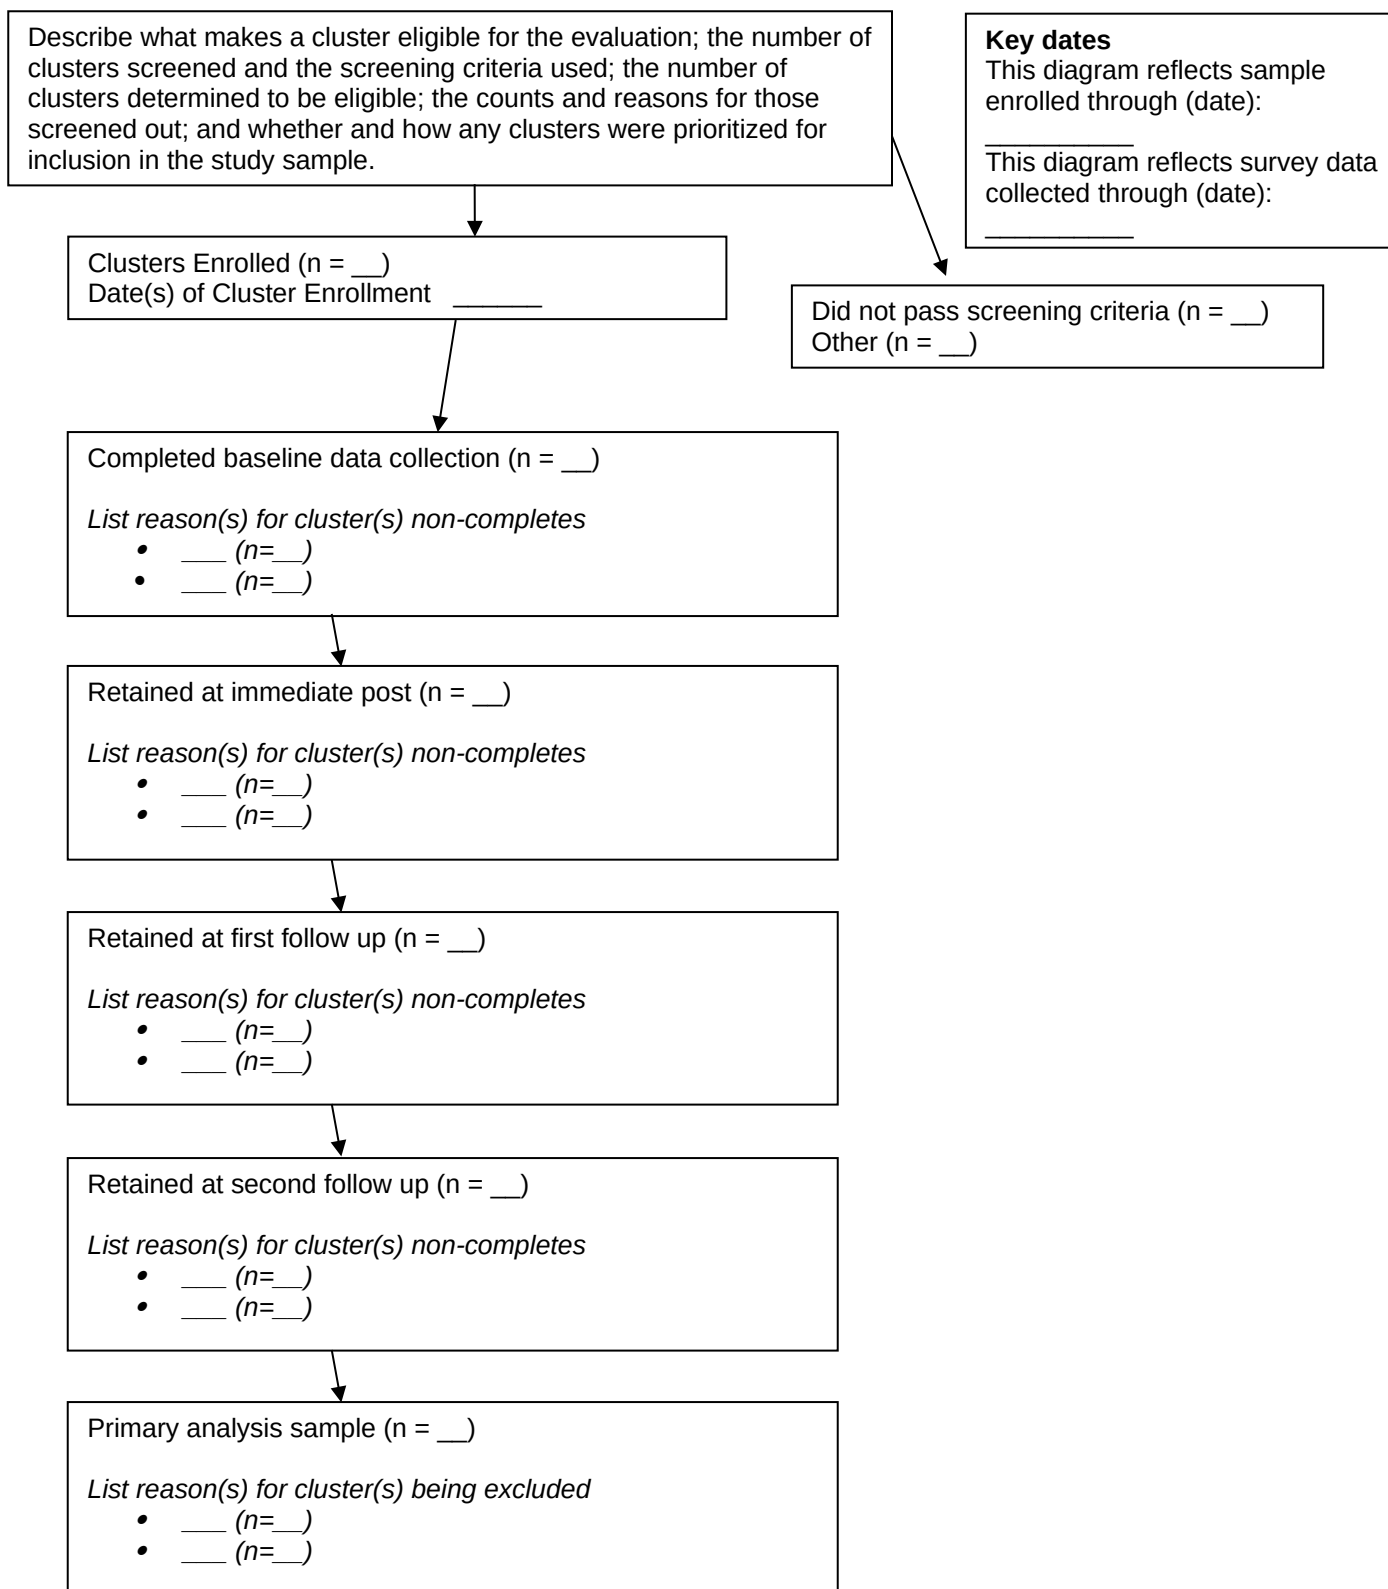 Describe what makes a cluster eligible for the evaluation; the number of
clusters screened and the screening criteria used; the number of
clusters determined to be eligible; the counts and reasons for those
screened out; and whether and how any clusters were prioritized for
inclusion in the study sample.
Key dates
This diagram reflects sample
enrolled through (date):
__________
This diagram reflects survey data
collected through (date):
__________
Clusters Enrolled (n = __)
Date(s) of Cluster Enrollment ______
Did not pass screening criteria (n = __)
Other (n = __)
Completed baseline data collection (n = __)
List reason(s) for cluster(s) non-completes
• ___ (n=__)
• ___ (n=__)
Retained at immediate post (n = __)
List reason(s) for cluster(s) non-completes
• ___ (n=__)
• ___ (n=__)
Retained at first follow up (n = __)
List reason(s) for cluster(s) non-completes
• ___ (n=__)
• ___ (n=__)
Retained at second follow up (n = __)
List reason(s) for cluster(s) non-completes
• ___ (n=__)
• ___ (n=__)
Primary analysis sample (n = __)
List reason(s) for cluster(s) being excluded
• ___ (n=__)
• ___ (n=__)